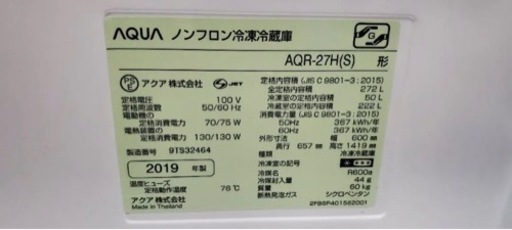 AQUA ノンフロン冷凍冷蔵庫
AQR-27H(S) 形
PS E アクア株式会社 JET
定格電圧 100 V
定格周波数 50/60 Hz
電動機の
定格消費電力 70/75 W
電熱装置の
定格消費電力 130/130 W
製造番号 9TS32464
2019 年製
温度ヒューズ
定格動作温度 76℃
アクア株式会社
Made in Thailand
定格内容積 (JIS C 9801-3:2015)
全定格内容積 272 L
冷凍室の定格内容積 50 L
冷蔵室の定格内容積 222 L
消費電力量 (JIS C 9801-3:2015)
50Hz 367 kWh/年
60Hz 367 kWh/年
外形寸法 幅 600 mm
奥行 657 mm 高さ 1419 mm
種類 冷凍冷蔵庫
冷凍室の記号
冷媒 R600a
冷媒封入量 44 g
質量 60 kg
断熱発泡ガス シクロペンタン